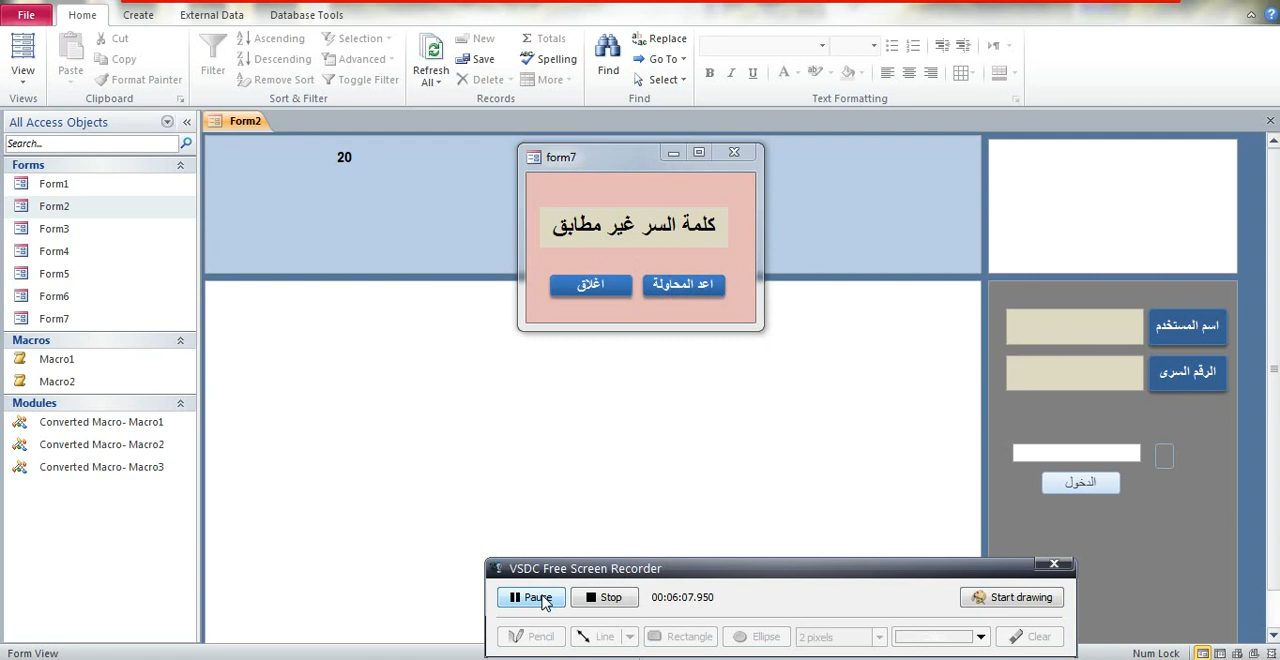 File Home Create External Data Database Tools
View
Views
Paste
Cut
Copy
Format Painter
Clipboard
Filter
Ascending
Descending
Remove Sort
Selection
Advanced
Toggle Filter
Sort & Filter
Refresh All
New
Save
Delete
Totals
Spelling
More
Records
Find
Replace
Go To
Select
Find
B I U A
Text Formatting
All Access Objects
Form2
Search...
Forms
Form1
Form2
Form3
Form4
Form5
Form6
Form7
Macros
Macro1
Macro2
Modules
Converted Macro- Macro1
Converted Macro- Macro2
Converted Macro- Macro3
20
form7
كلمة السر غير مطابق
اعد المحاولة
اغلاق
اسم المستخدم
الرقم السرى
الدخول
VSDC Free Screen Recorder
Pause Stop 00:06:07.950 Start drawing
Pencil Line Rectangle Ellipse 2 pixels Clear
Form View Num Lock